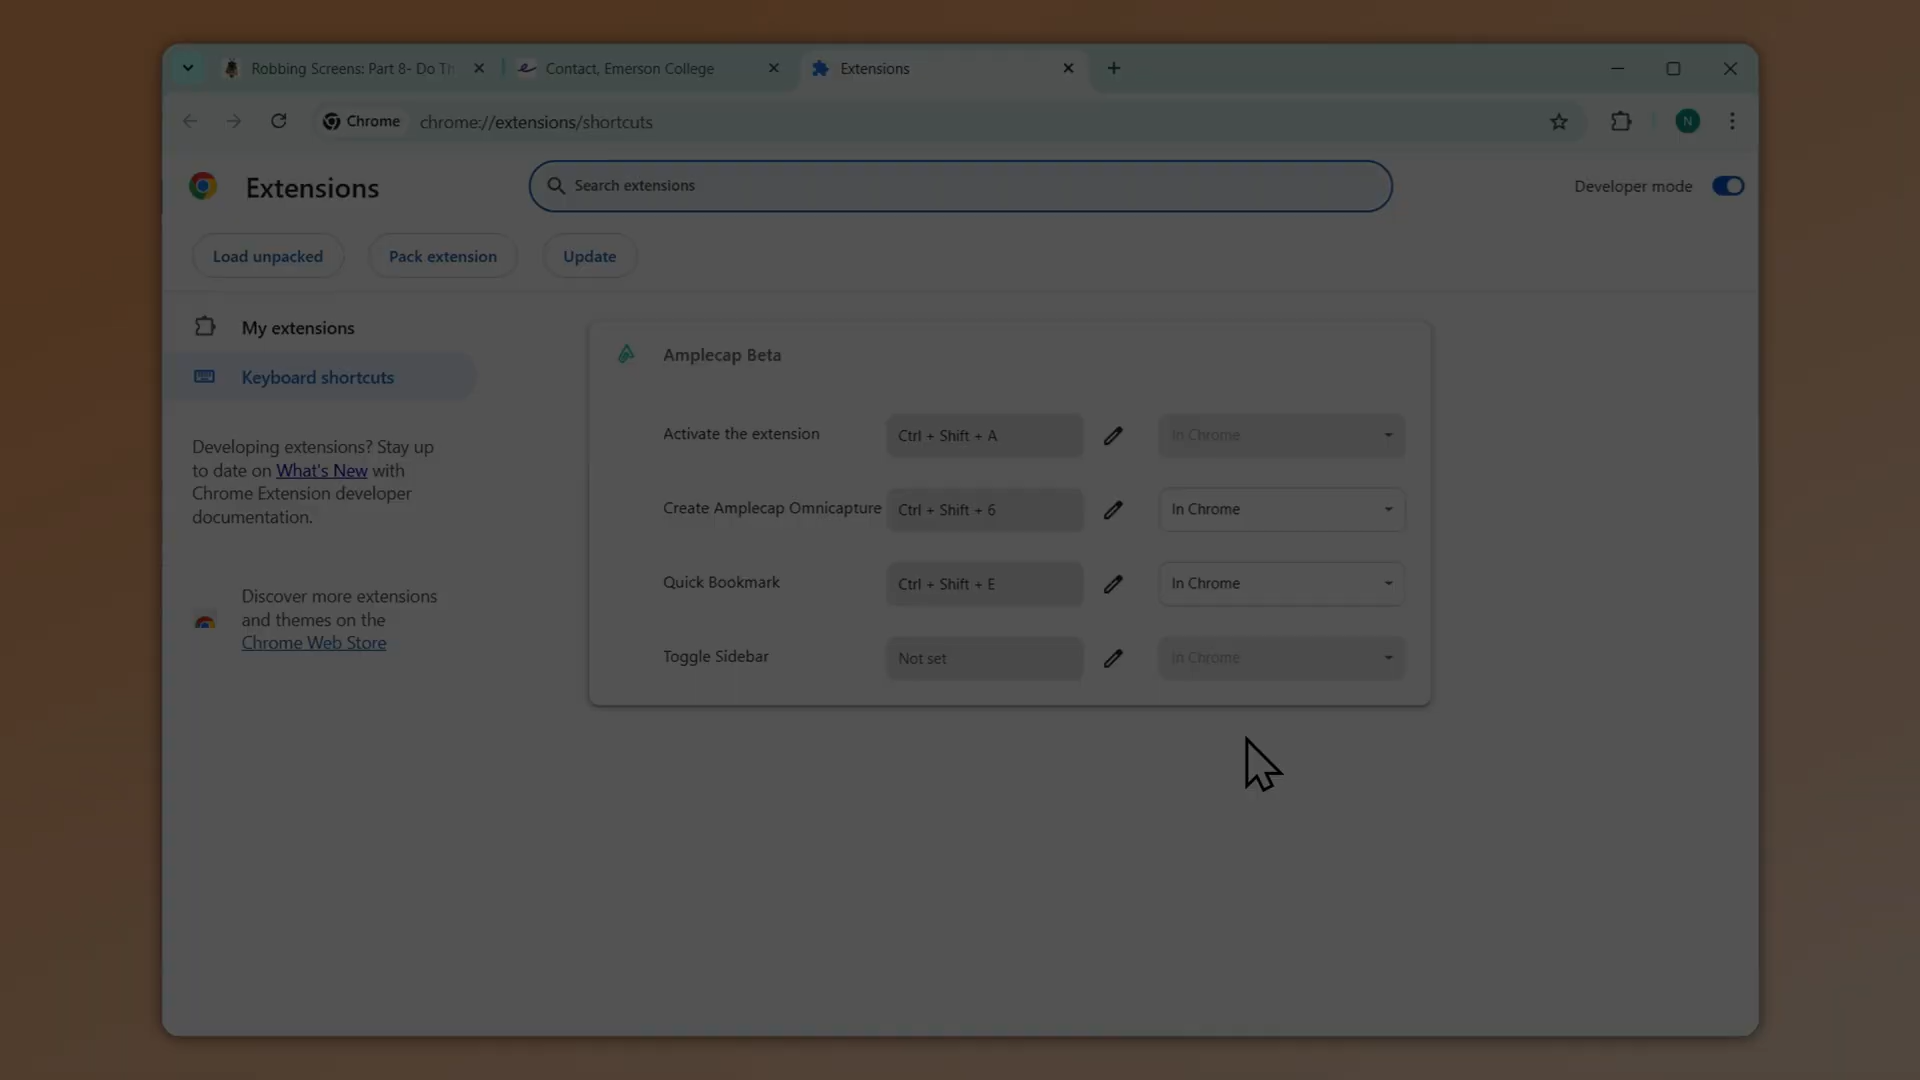 Robbing Screens: Part 8- Do Th
Contact, Emerson College
Extensions
Chrome
chrome://extensions/shortcuts
N
Extensions
Search extensions
Developer mode
Load unpacked
Pack extension
Update
My extensions
Keyboard shortcuts
Developing extensions? Stay up
to date on What's New with
Chrome Extension developer
documentation.
Discover more extensions
and themes on the
Chrome Web Store
Amplecap Beta
Activate the extension
Ctrl + Shift + A
In Chrome
Create Amplecap Omnicapture
Ctrl + Shift + 6
In Chrome
Quick Bookmark
Ctrl + Shift + E
In Chrome
Toggle Sidebar
Not set
In Chrome